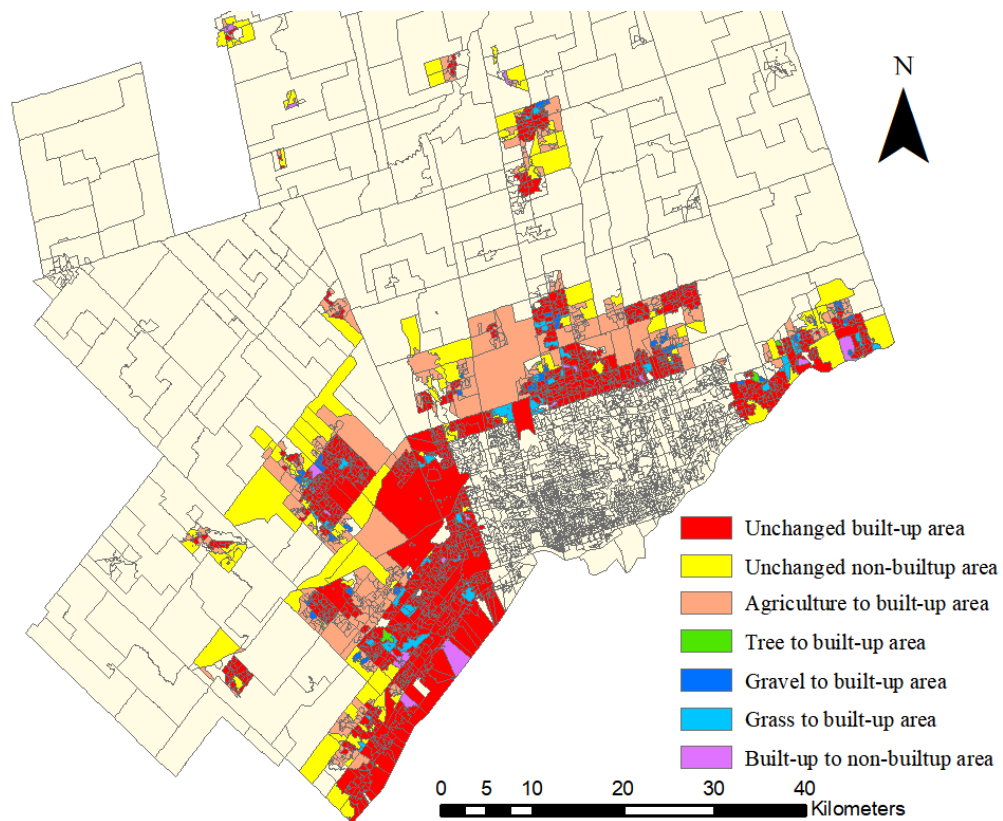 N
Unchanged built-up area
Unchanged non-builtup area
Agriculture to built-up area
Tree to built-up area
Gravel to built-up area
Grass to built-up area
Built-up to non-builtup area
0 5 10 20 30 40
Kilometers